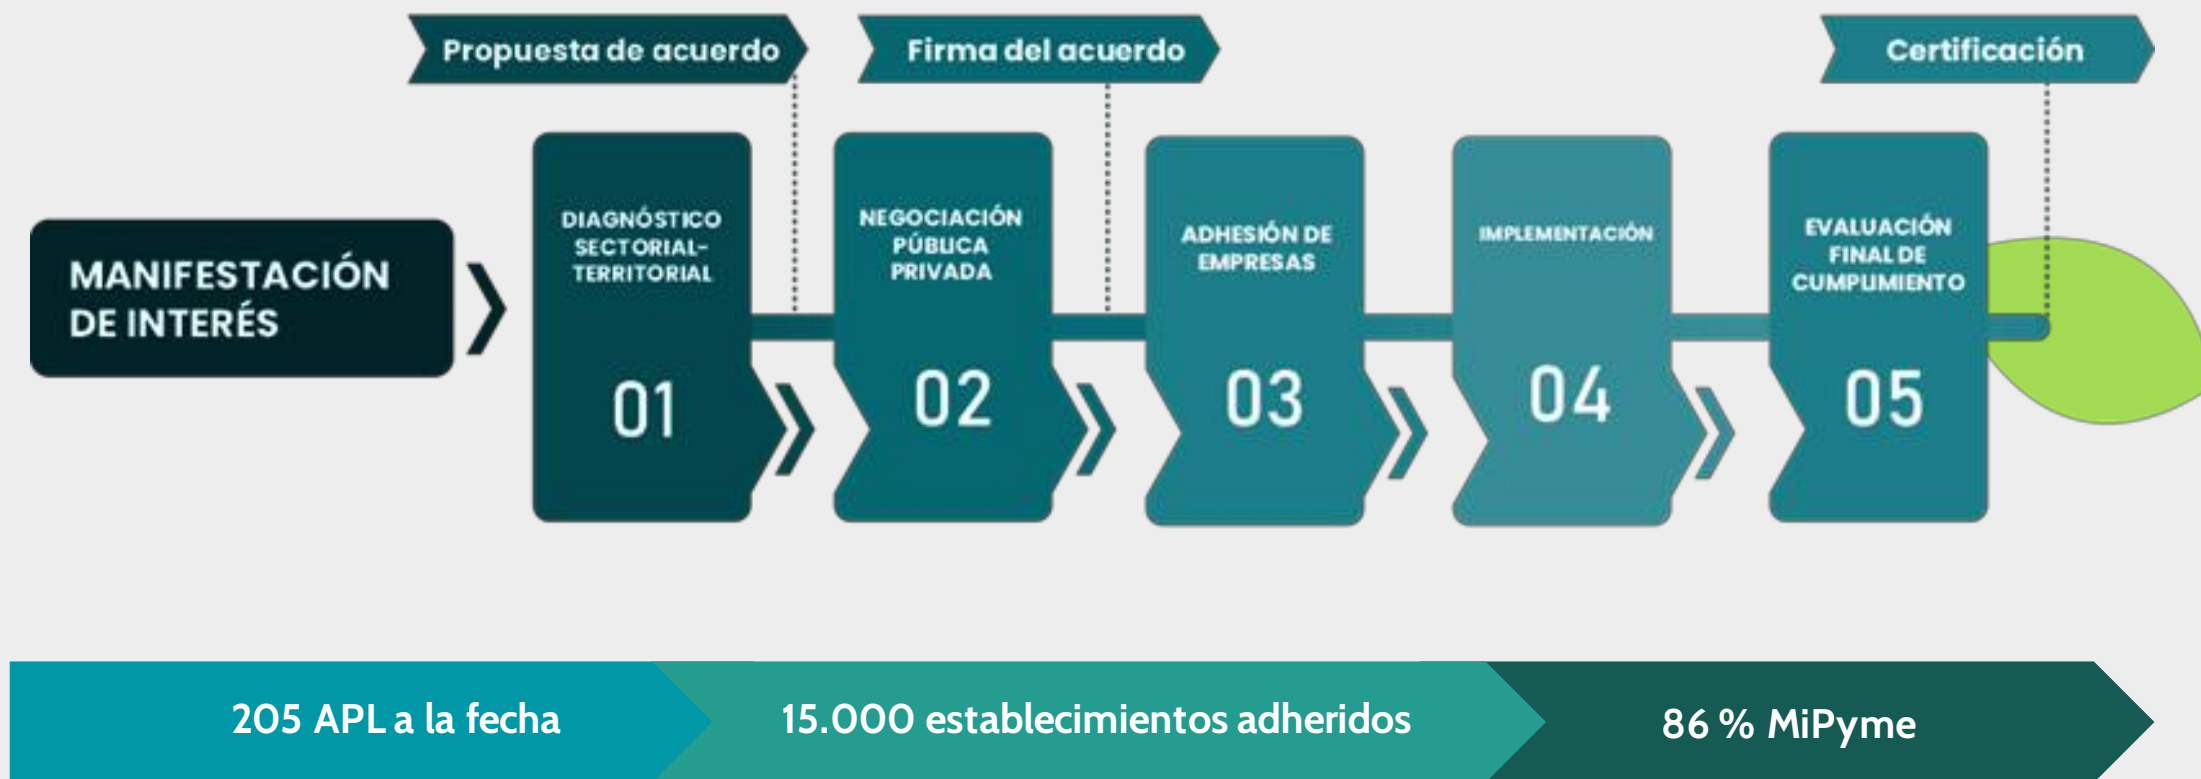 Propuesta de acuerdo
Firma del acuerdo
Certificación
MANIFESTACIÓN
DE INTERÉS
DIAGNÓSTICO
SECTORIAL-
TERRITORIAL
01
NEGOCIACIÓN
PÚBLICA
PRIVADA
02
ADHESIÓN DE
EMPRESAS
03
IMPLEMENTACIÓN
04
EVALUACIÓN
FINAL DE
CUMPLIMIENTO
05
205 APL a la fecha
15.000 establecimientos adheridos
86 % MiPyme